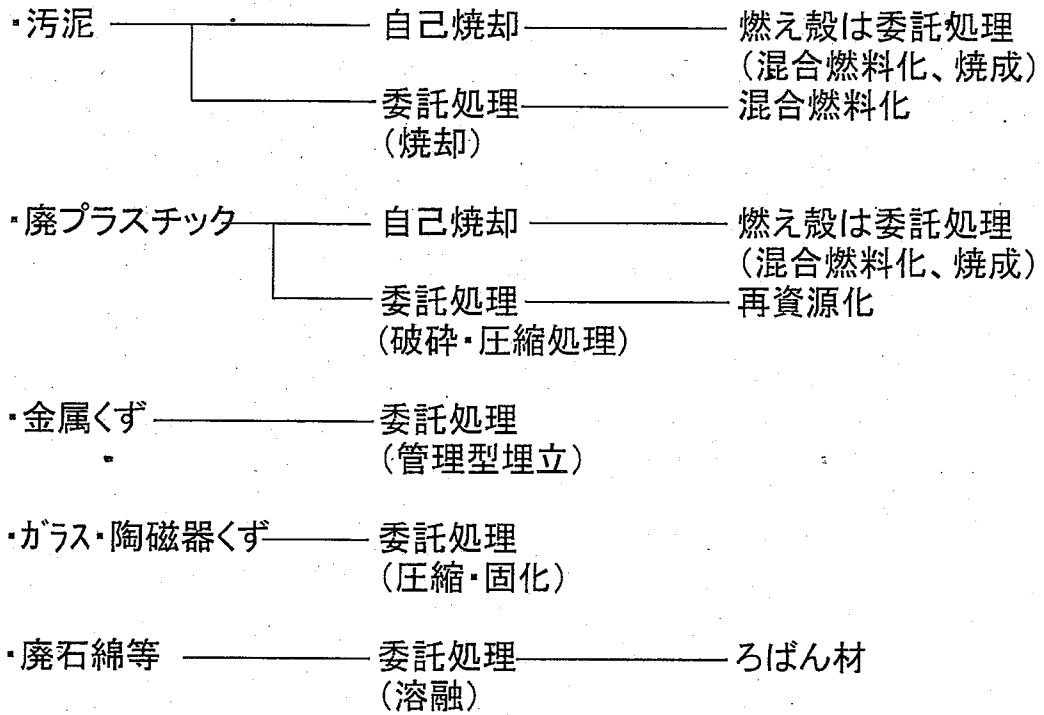 ・汚泥 自己焼却 燃え殻は委託処理
(混合燃料化、焼成)
委託処理 混合燃料化
(焼却)
・廃プラスチック 自己焼却 燃え殻は委託処理
(混合燃料化、焼成)
委託処理 再資源化
(破砕・圧縮処理)
・金属くず 委託処理
(管理型埋立)
・ガラス・陶磁器くず 委託処理
(圧縮・固化)
・廃石綿等 委託処理 ろばん材
(溶融)